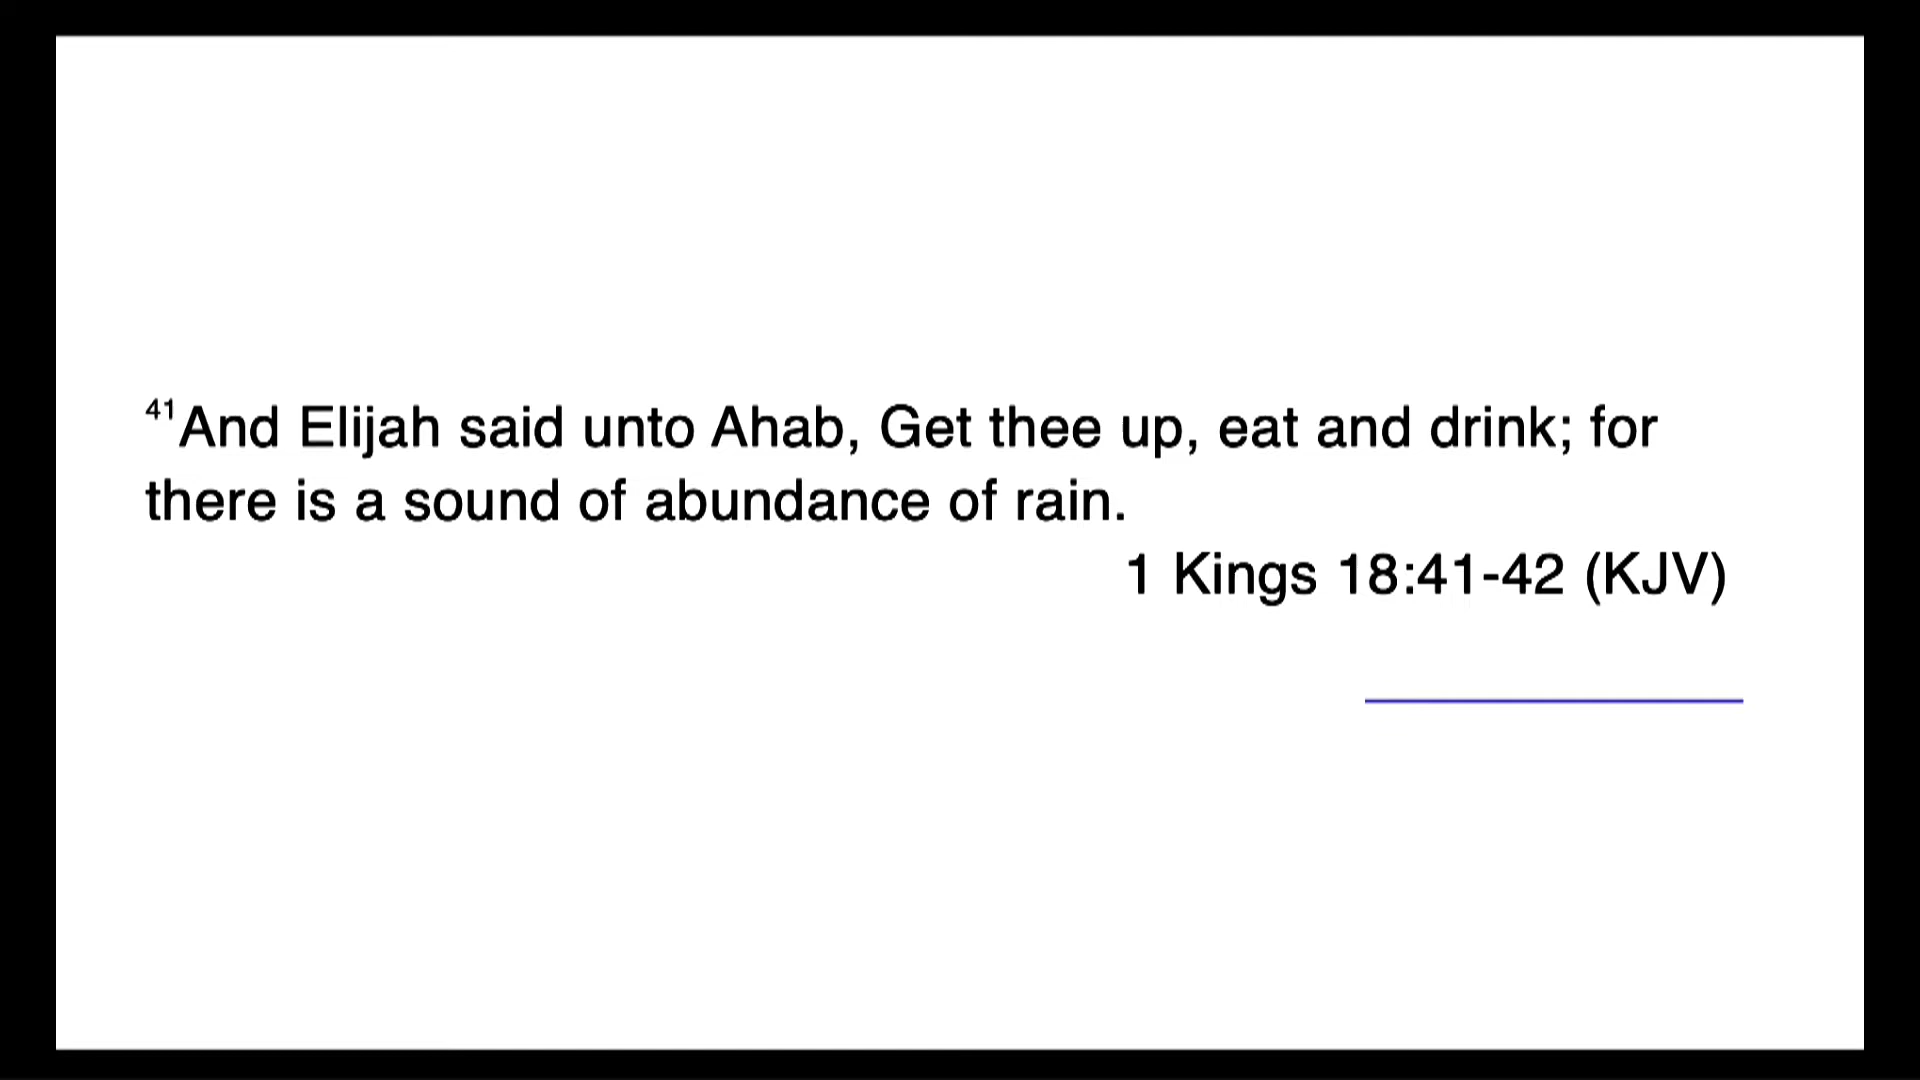 41And Elijah said unto Ahab, Get thee up, eat and drink; for
there is a sound of abundance of rain.
1 Kings 18:41-42 (KJV)